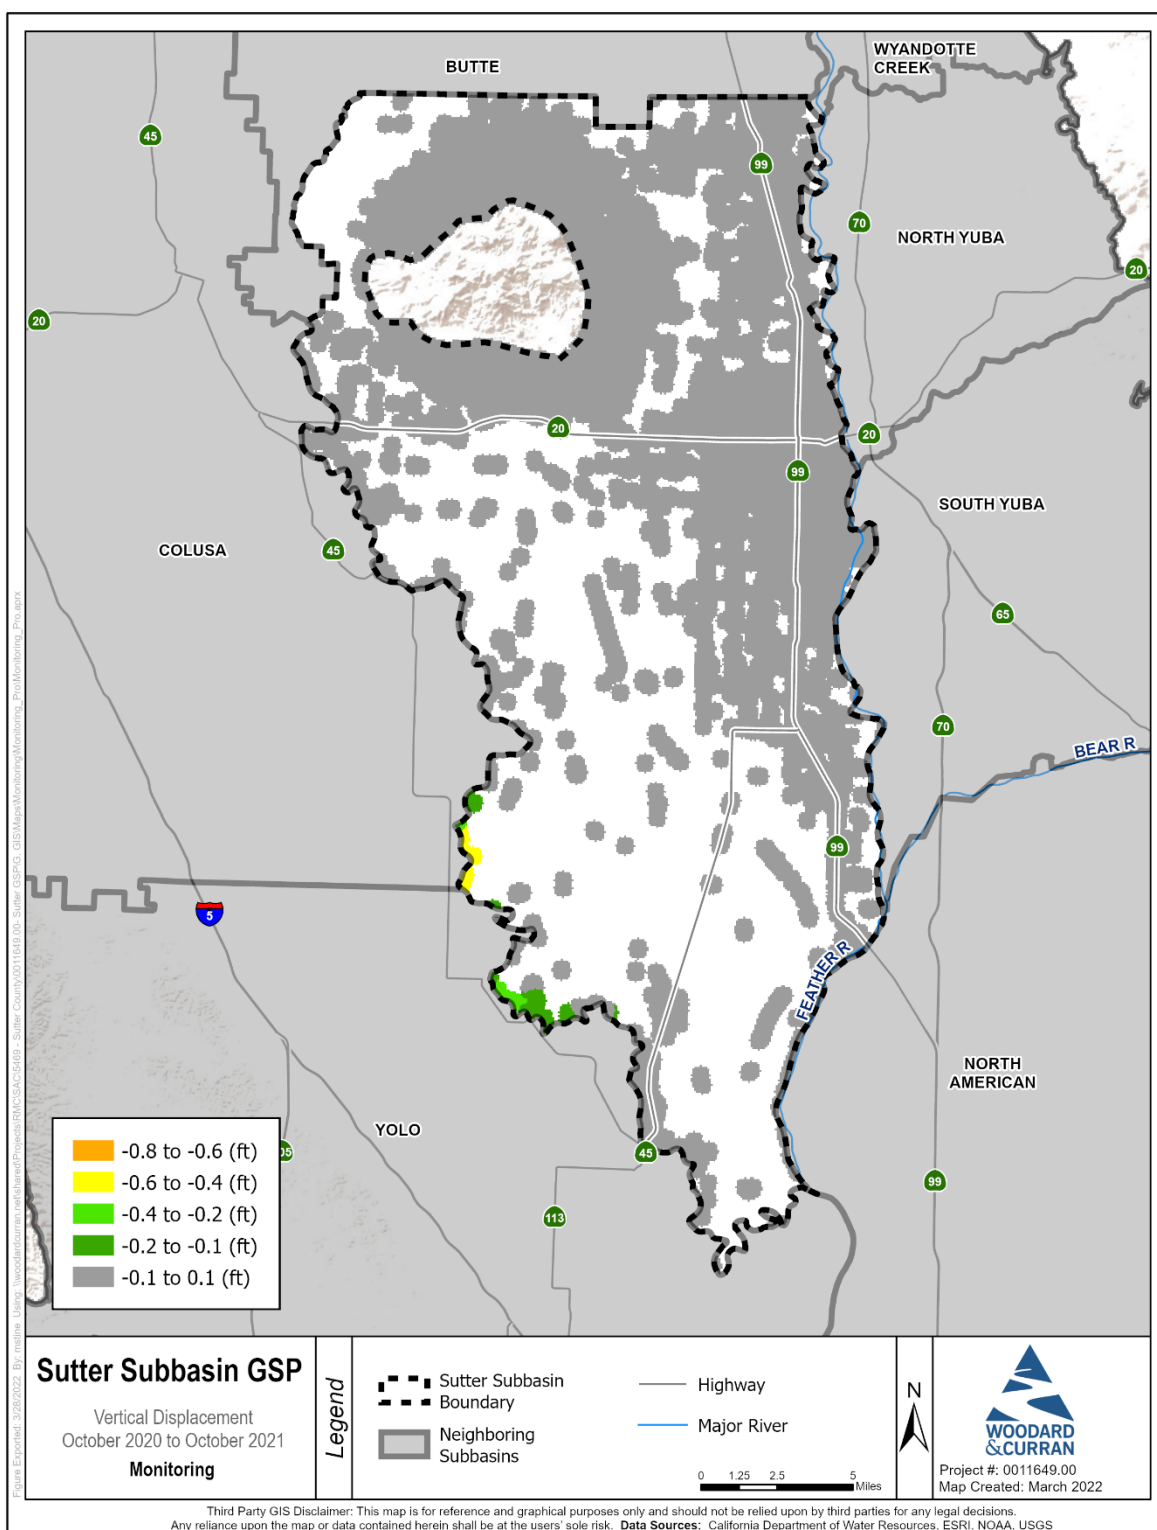 BUTTE
WYANDOTTE
CREEK
45
99
70
NORTH YUBA
20
20
20
99
20
SOUTH YUBA
COLUSA
45
65
70
BEAR R
99
5
FEATHER R
NORTH
AMERICAN
YOLO
45
99
113
-0.8 to -0.6 (ft)
-0.6 to -0.4 (ft)
-0.4 to -0.2 (ft)
-0.2 to -0.1 (ft)
-0.1 to 0.1 (ft)
Sutter Subbasin GSP
Vertical Displacement
October 2020 to October 2021
Monitoring
Legend
Sutter Subbasin
Boundary
Neighboring
Subbasins
Highway
Major River
0 1.25 2.5 5
Miles
N
WOODARD
&CURRAN
Project #: 0011649.00
Map Created: March 2022
Third Party GIS Disclaimer: This map is for reference and graphical purposes only and should not be relied upon by third parties for any legal decisions.
Any reliance upon the map or data contained herein shall be at the users' sole risk. Data Sources: California Department of Water Resources, ESRI, NOAA, USGS